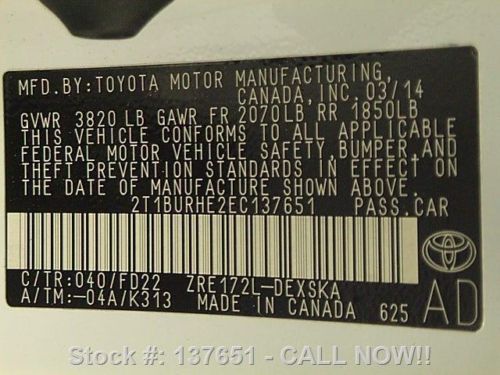 MFD. BY: TOYOTA MOTOR MANUFACTURING,
CANADA, INC. 03/14
GVWR 3820 LB GAWR FR 2070LB RR 1850LB
THIS VEHICLE CONFORMS TO ALL APPLICABLE
FEDERAL MOTOR VEHICLE SAFETY, BUMPER, AND
THEFT PREVENTION STANDARDS IN EFFECT ON
THE DATE OF MANUFACTURE SHOWN ABOVE.
2T1BURHE2EC137651 PASS. CAR
C/TR: 040/FD22 ZRE172L-DEXSKA
A/TM: -04A/K313 MADE IN CANADA 625 AD
Stock #: 137651 - CALL NOW!!